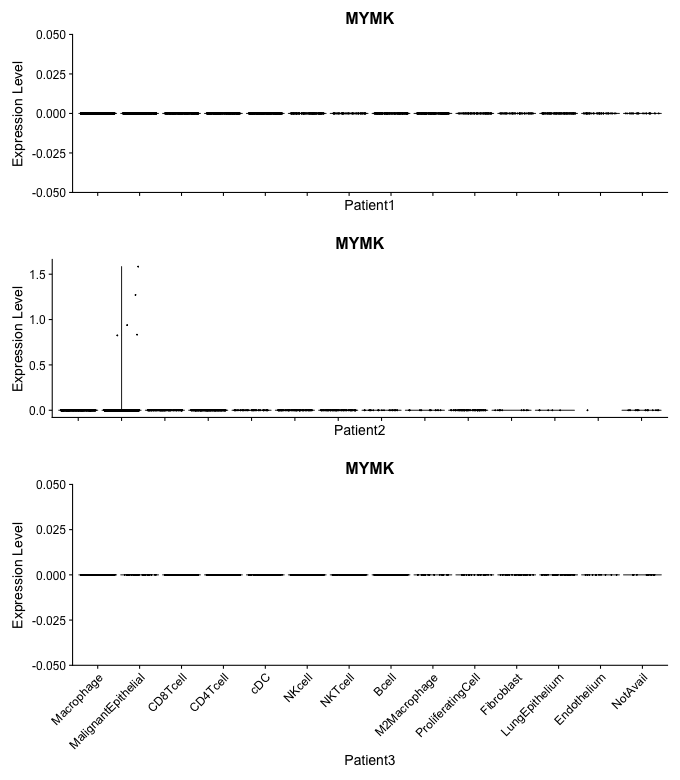 MYMK
Expression Level
0.050
0.025
0.000
-0.025
-0.050
Patient1
MYMK
Expression Level
1.5
1.0
0.5
0.0
Patient2
MYMK
Expression Level
0.050
0.025
0.000
-0.025
-0.050
Macrophage
MalignantEpithelial
CD8Tcell
CD4Tcell
cDC
NKcell
NKTcell
Bcell
M2Macrophage
ProliferatingCell
Fibroblast
LungEpithelium
Endothelium
NotAvail
Patient3